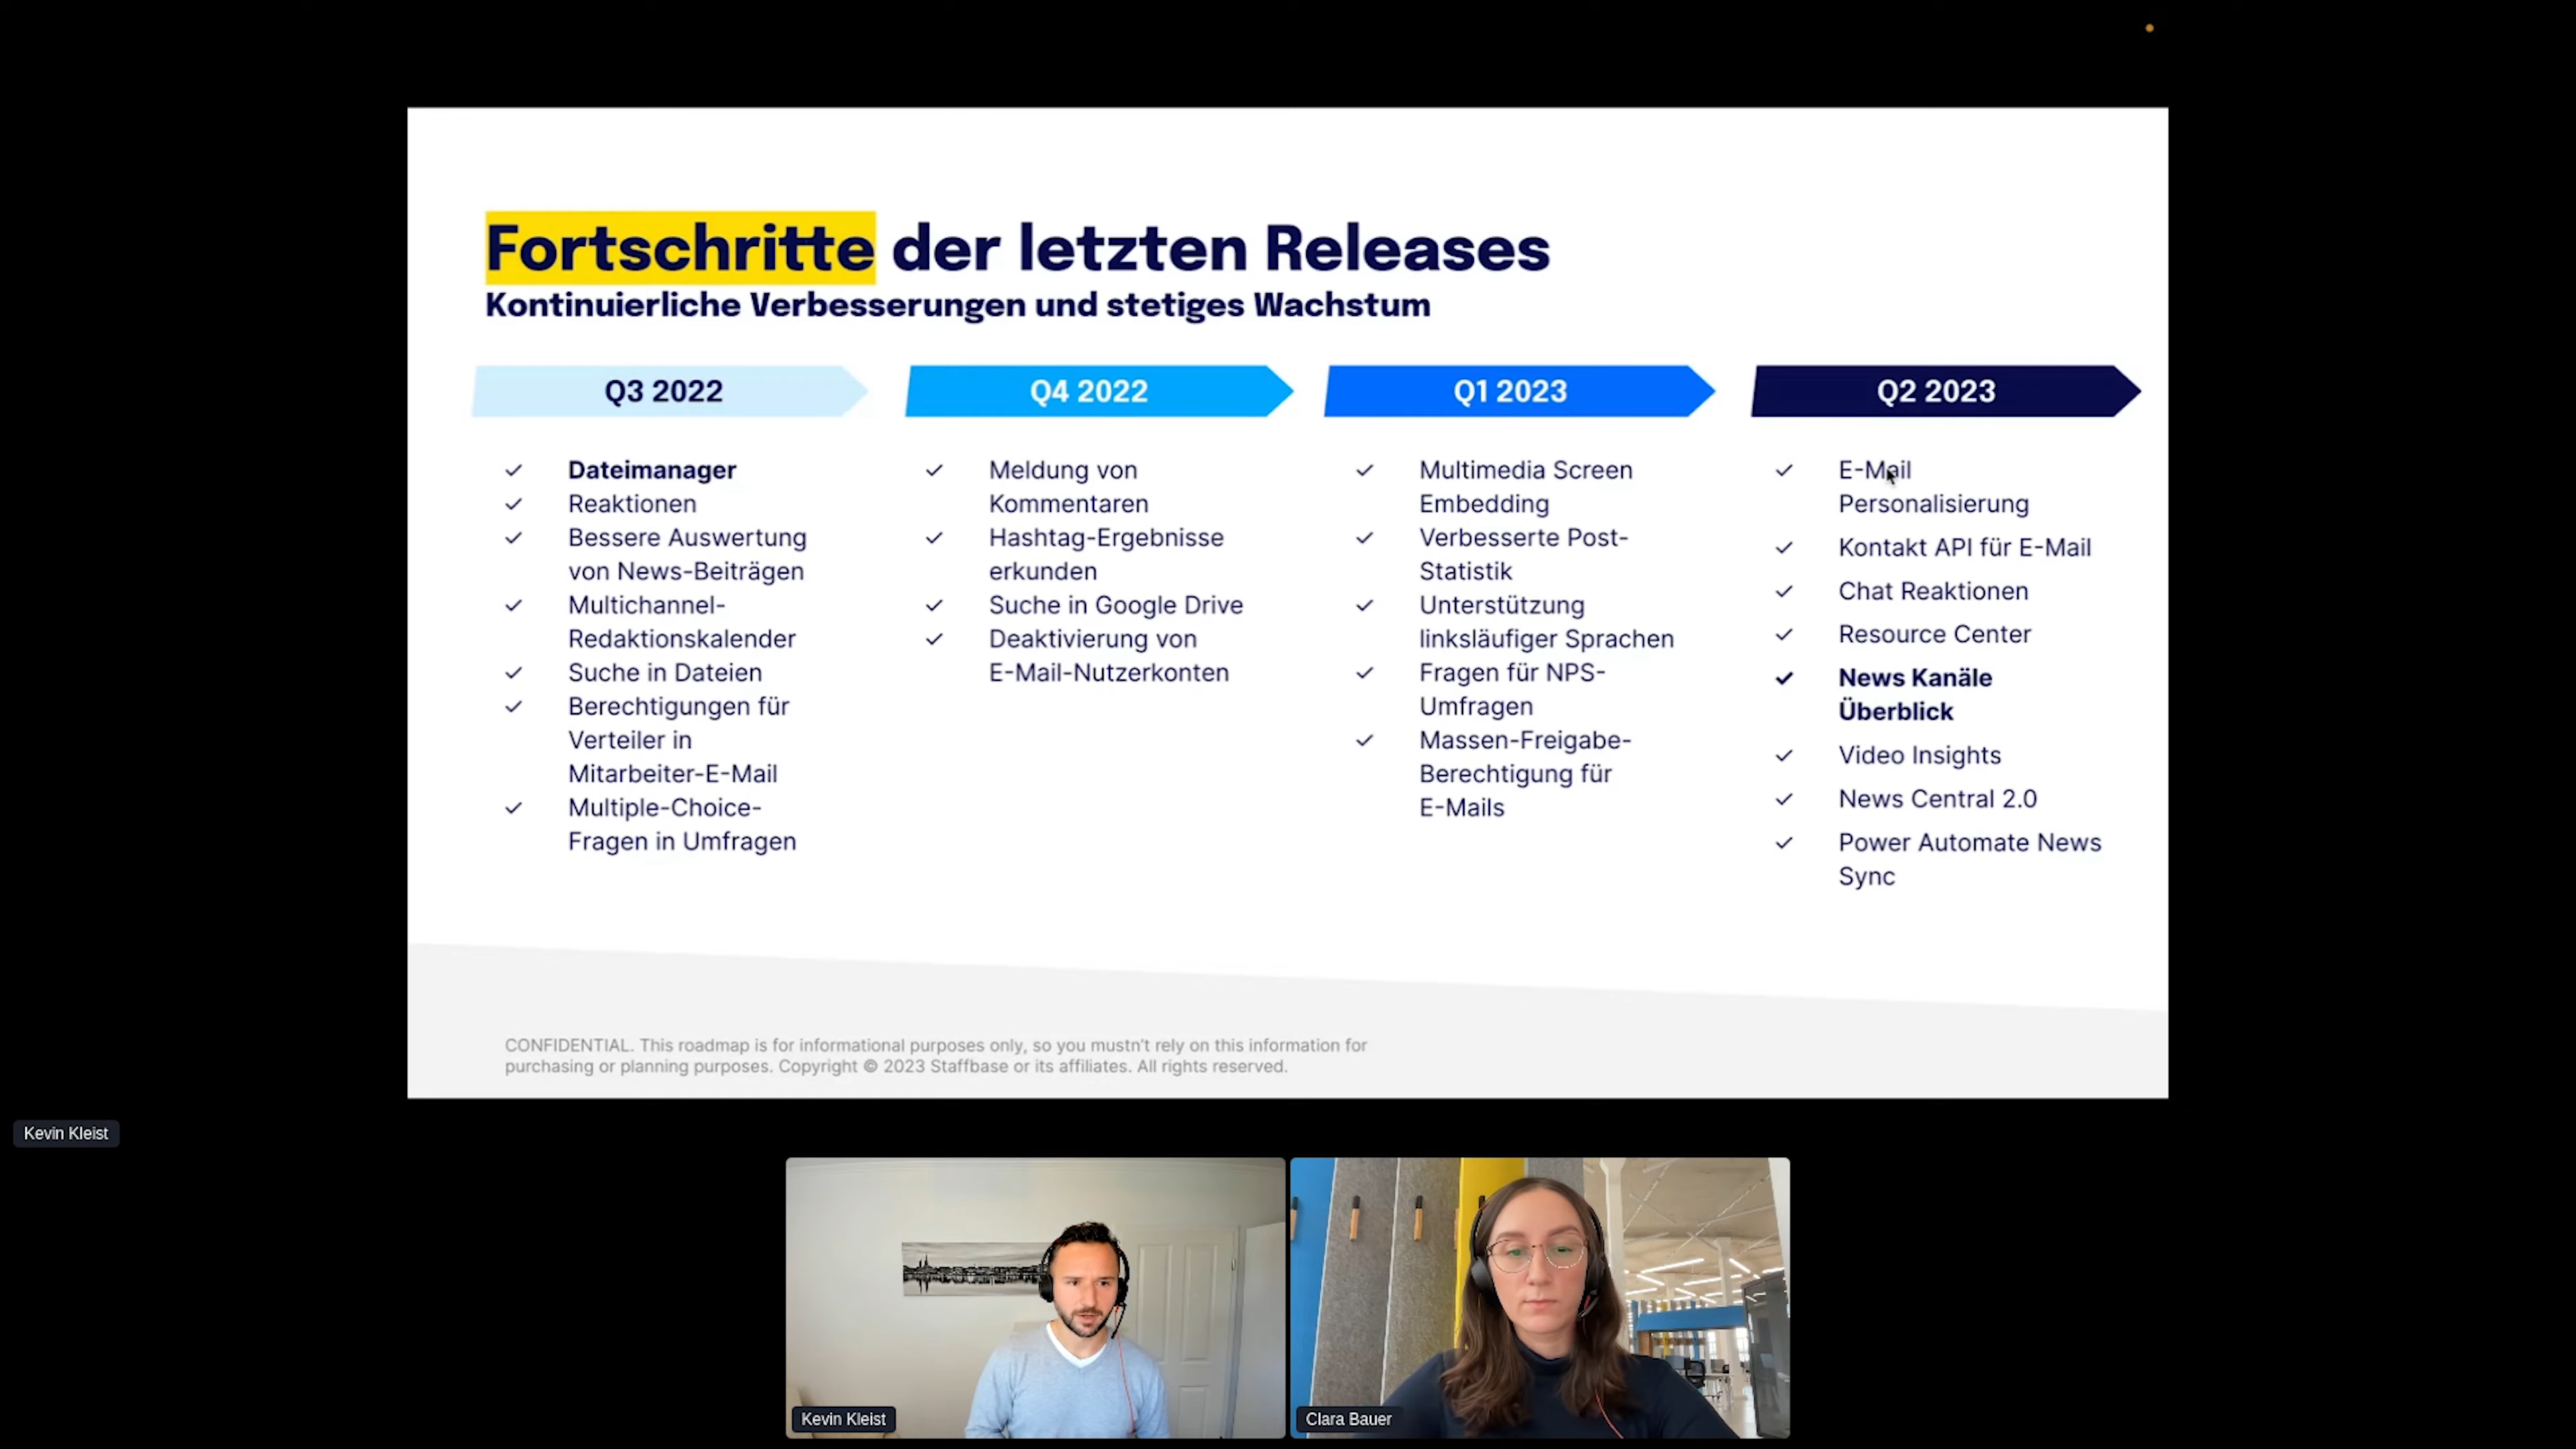 Fortschritte der letzten Releases
Kontinuierliche Verbesserungen und stetiges Wachstum
Q3 2022
Dateimanager
Reaktionen
Bessere Auswertung
von News-Beiträgen
Multichannel-
Redaktionskalender
Suche in Dateien
Berechtigungen für
Verteiler in
Mitarbeiter-E-Mail
Multiple-Choice-
Fragen in Umfragen
Q4 2022
Meldung von
Kommentaren
Hashtag-Ergebnisse
erkunden
Suche in Google Drive
Deaktivierung von
E-Mail-Nutzerkonten
Q1 2023
Multimedia Screen
Embedding
Verbesserte Post-
Statistik
Unterstützung
linksläufiger Sprachen
Fragen für NPS-
Umfragen
Massen-Freigabe-
Berechtigung für
E-Mails
Q2 2023
E-Mail
Personalisierung
Kontakt API für E-Mail
Chat Reaktionen
Resource Center
News Kanäle
Überblick
Video Insights
News Central 2.0
Power Automate News
Sync
CONFIDENTIAL. This roadmap is for informational purposes only, so you mustn't rely on this information for
purchasing or planning purposes. Copyright © 2023 Staffbase or its affiliates. All rights reserved.
Kevin Kleist
Kevin Kleist
Clara Bauer